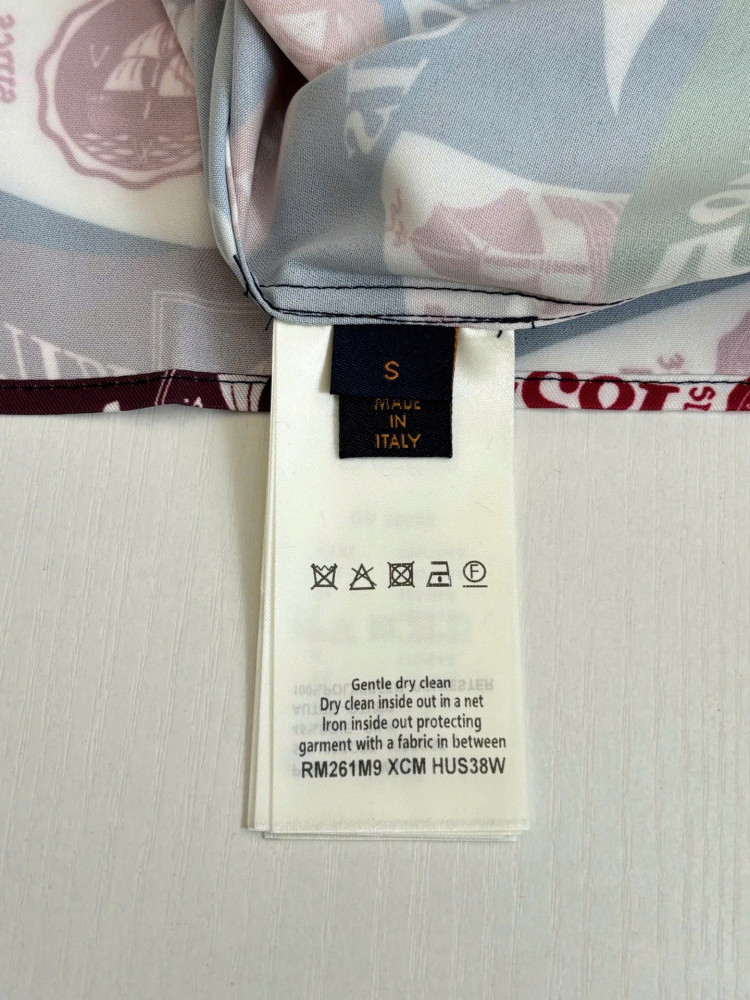 S
MADE
IN
ITALY
Gentle dry clean
Dry clean inside out in a net
Iron inside out protecting
garment with a fabric in between
RM261M9 XCM HUS38W